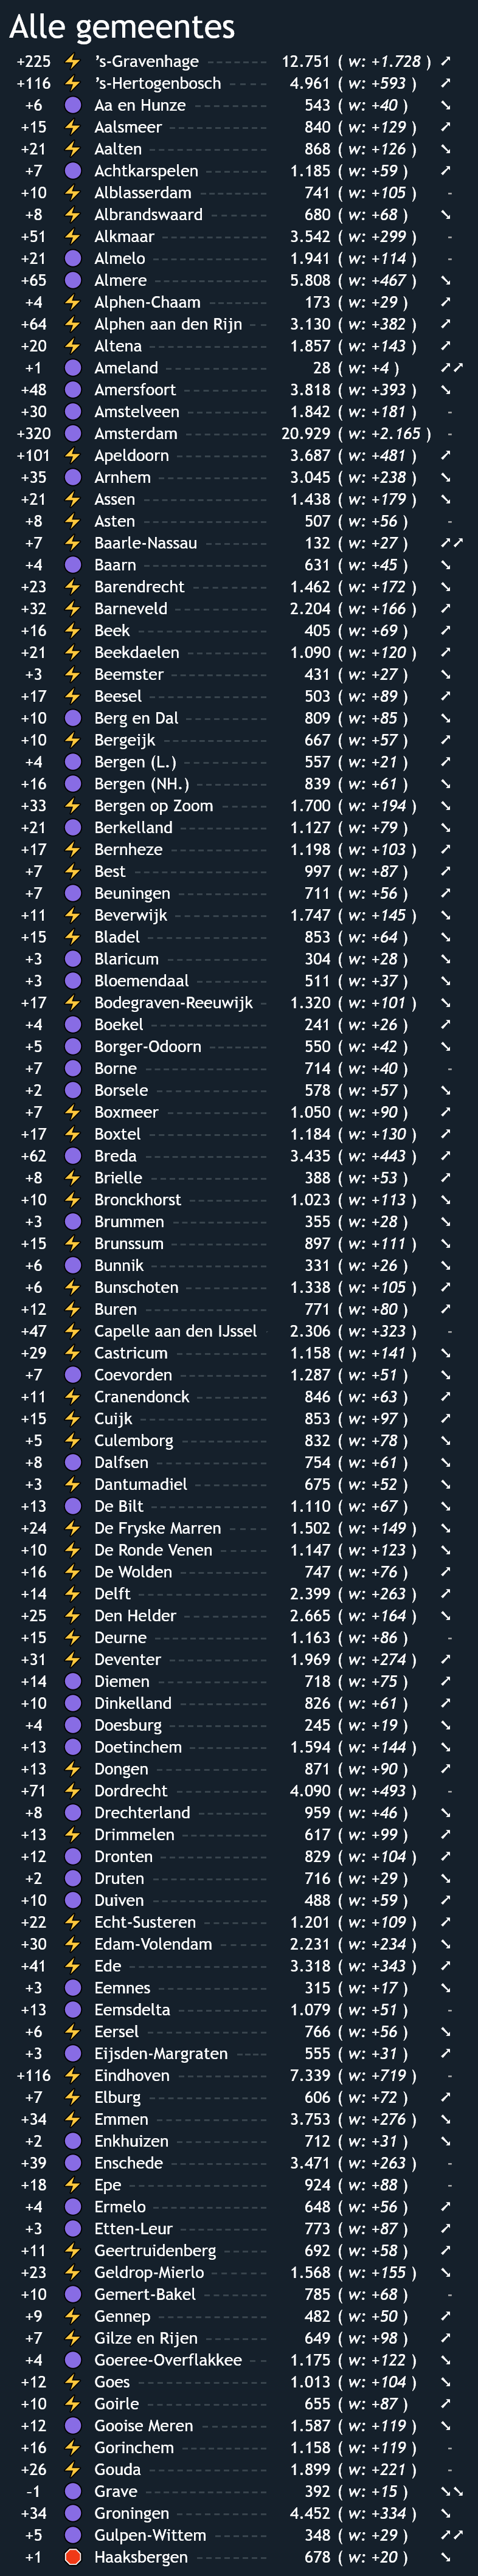 Alle gemeentes
+225 ⚡ 's-Gravenhage 12.751 ( w: +1.728 ) ➚
+116 ⚡ 's-Hertogenbosch 4.961 ( w: +593 ) ➚
+6 Aa en Hunze 543 ( w: +40 ) ➘
+15 ⚡ Aalsmeer 840 ( w: +129 ) ➚
+21 ⚡ Aalten 868 ( w: +126 ) ➘
+7 Achtkarspelen 1.185 ( w: +59 ) ➚
+10 ⚡ Alblasserdam 741 ( w: +105 ) -
+8 ⚡ Albrandswaard 680 ( w: +68 ) ➘
+51 ⚡ Alkmaar 3.542 ( w: +299 ) -
+21 Almelo 1.941 ( w: +114 ) -
+65 Almere 5.808 ( w: +467 ) ➘
+4 ⚡ Alphen-Chaam 173 ( w: +29 ) ➚
+64 ⚡ Alphen aan den Rijn 3.130 ( w: +382 ) ➚
+20 ⚡ Altena 1.857 ( w: +143 ) ➚
+1 Ameland 28 ( w: +4 ) ➚➚
+48 Amersfoort 3.818 ( w: +393 ) ➘
+30 Amstelveen 1.842 ( w: +181 ) -
+320 Amsterdam 20.929 ( w: +2.165 ) -
+101 ⚡ Apeldoorn 3.687 ( w: +481 ) ➚
+35 Arnhem 3.045 ( w: +238 ) ➘
+21 ⚡ Assen 1.438 ( w: +179 ) ➘
+8 ⚡ Asten 507 ( w: +56 ) -
+7 ⚡ Baarle-Nassau 132 ( w: +27 ) ➚➚
+4 Baarn 631 ( w: +45 ) ➘
+23 ⚡ Barendrecht 1.462 ( w: +172 ) ➘
+32 ⚡ Barneveld 2.204 ( w: +166 ) ➚
+16 ⚡ Beek 405 ( w: +69 ) ➚
+21 ⚡ Beekdaelen 1.090 ( w: +120 ) ➚
+3 ⚡ Beemster 431 ( w: +27 ) ➘
+17 ⚡ Beesel 503 ( w: +89 ) ➚
+10 Berg en Dal 809 ( w: +85 ) ➘
+10 ⚡ Bergeijk 667 ( w: +57 ) ➚
+4 Bergen (L.) 557 ( w: +21 ) ➚
+16 Bergen (NH.) 839 ( w: +61 ) ➘
+33 ⚡ Bergen op Zoom 1.700 ( w: +194 ) ➘
+21 Berkelland 1.127 ( w: +79 ) ➘
+17 ⚡ Bernheze 1.198 ( w: +103 ) ➚
+7 ⚡ Best 997 ( w: +87 ) ➚
+7 Beuningen 711 ( w: +56 ) ➚
+11 ⚡ Beverwijk 1.747 ( w: +145 ) ➘
+15 ⚡ Bladel 853 ( w: +64 ) ➘
+3 Blaricum 304 ( w: +28 ) ➘
+3 Bloemendaal 511 ( w: +37 ) ➘
+17 ⚡ Bodegraven-Reeuwijk 1.320 ( w: +101 ) ➘
+4 Boekel 241 ( w: +26 ) ➚
+5 Borger-Odoorn 550 ( w: +42 ) ➘
+7 Borne 714 ( w: +40 ) -
+2 Borsele 578 ( w: +57 ) ➘
+7 ⚡ Boxmeer 1.050 ( w: +90 ) ➚
+17 ⚡ Boxtel 1.184 ( w: +130 ) ➚
+62 Breda 3.435 ( w: +443 ) ➚
+8 ⚡ Brielle 388 ( w: +53 ) ➚
+10 ⚡ Bronckhorst 1.023 ( w: +113 ) ➘
+3 Brummen 355 ( w: +28 ) ➘
+15 ⚡ Brunssum 897 ( w: +111 ) ➘
+6 Bunnik 331 ( w: +26 ) ➘
+6 ⚡ Bunschoten 1.338 ( w: +105 ) ➚
+12 ⚡ Buren 771 ( w: +80 ) ➚
+47 ⚡ Capelle aan den IJssel 2.306 ( w: +323 ) -
+29 ⚡ Castricum 1.158 ( w: +141 ) ➘
+7 Coevorden 1.287 ( w: +51 ) ➘
+11 ⚡ Cranendonck 846 ( w: +63 ) ➚
+15 ⚡ Cuijk 853 ( w: +97 ) ➚
+5 ⚡ Culemborg 832 ( w: +78 ) ➘
+8 Dalfsen 754 ( w: +61 ) ➘
+3 ⚡ Dantumadiel 675 ( w: +52 ) ➘
+13 De Bilt 1.110 ( w: +67 ) ➘
+24 ⚡ De Fryske Marren 1.502 ( w: +149 ) ➘
+10 ⚡ De Ronde Venen 1.147 ( w: +123 ) ➘
+16 ⚡ De Wolden 747 ( w: +76 ) ➚
+14 ⚡ Delft 2.399 ( w: +263 ) ➚
+25 ⚡ Den Helder 2.665 ( w: +164 ) ➘
+15 ⚡ Deurne 1.163 ( w: +86 ) -
+31 ⚡ Deventer 1.969 ( w: +274 ) ➚
+14 Diemen 718 ( w: +75 ) ➚
+10 Dinkelland 826 ( w: +61 ) ➚
+4 Doesburg 245 ( w: +19 ) ➘
+13 Doetinchem 1.594 ( w: +144 ) ➘
+13 ⚡ Dongen 871 ( w: +90 ) ➚
+71 ⚡ Dordrecht 4.090 ( w: +493 ) -
+8 Drechterland 959 ( w: +46 ) ➘
+13 ⚡ Drimmelen 617 ( w: +99 ) ➚
+12 Dronten 829 ( w: +104 ) ➚
+2 Druten 716 ( w: +29 ) ➘
+10 Duiven 488 ( w: +59 ) ➚
+22 ⚡ Echt-Susteren 1.201 ( w: +109 ) ➚
+30 ⚡ Edam-Volendam 2.231 ( w: +234 ) ➘
+41 ⚡ Ede 3.318 ( w: +343 ) ➚
+3 Eemnes 315 ( w: +17 ) ➘
+13 Eemsdelta 1.079 ( w: +51 ) -
+6 ⚡ Eersel 766 ( w: +56 ) ➘
+3 Eijsden-Margraten 555 ( w: +31 ) ➚
+116 ⚡ Eindhoven 7.339 ( w: +719 ) -
+7 ⚡ Elburg 606 ( w: +72 ) ➚
+34 ⚡ Emmen 3.753 ( w: +276 ) ➘
+2 Enkhuizen 712 ( w: +31 ) ➘
+39 Enschede 3.471 ( w: +263 ) -
+18 ⚡ Epe 924 ( w: +88 ) -
+4 Ermelo 648 ( w: +56 ) ➚
+3 Etten-Leur 773 ( w: +87 ) ➚
+11 ⚡ Geertruidenberg 692 ( w: +58 ) ➚
+23 ⚡ Geldrop-Mierlo 1.568 ( w: +155 ) ➘
+10 Gemert-Bakel 785 ( w: +68 ) -
+9 ⚡ Gennep 482 ( w: +50 ) ➚
+7 ⚡ Gilze en Rijen 649 ( w: +98 ) ➚
+4 Goeree-Overflakkee 1.175 ( w: +122 ) ➘
+12 ⚡ Goes 1.013 ( w: +104 ) ➘
+10 ⚡ Goirle 655 ( w: +87 ) ➚
+12 Gooise Meren 1.587 ( w: +119 ) ➘
+16 ⚡ Gorinchem 1.158 ( w: +119 ) -
+26 ⚡ Gouda 1.899 ( w: +221 ) -
-1 Grave 392 ( w: +15 ) ➘➘
+34 Groningen 4.452 ( w: +334 ) ➘
+5 Gulpen-Wittem 348 ( w: +29 ) ➚➚
+1 Haaksbergen 678 ( w: +20 ) ➘